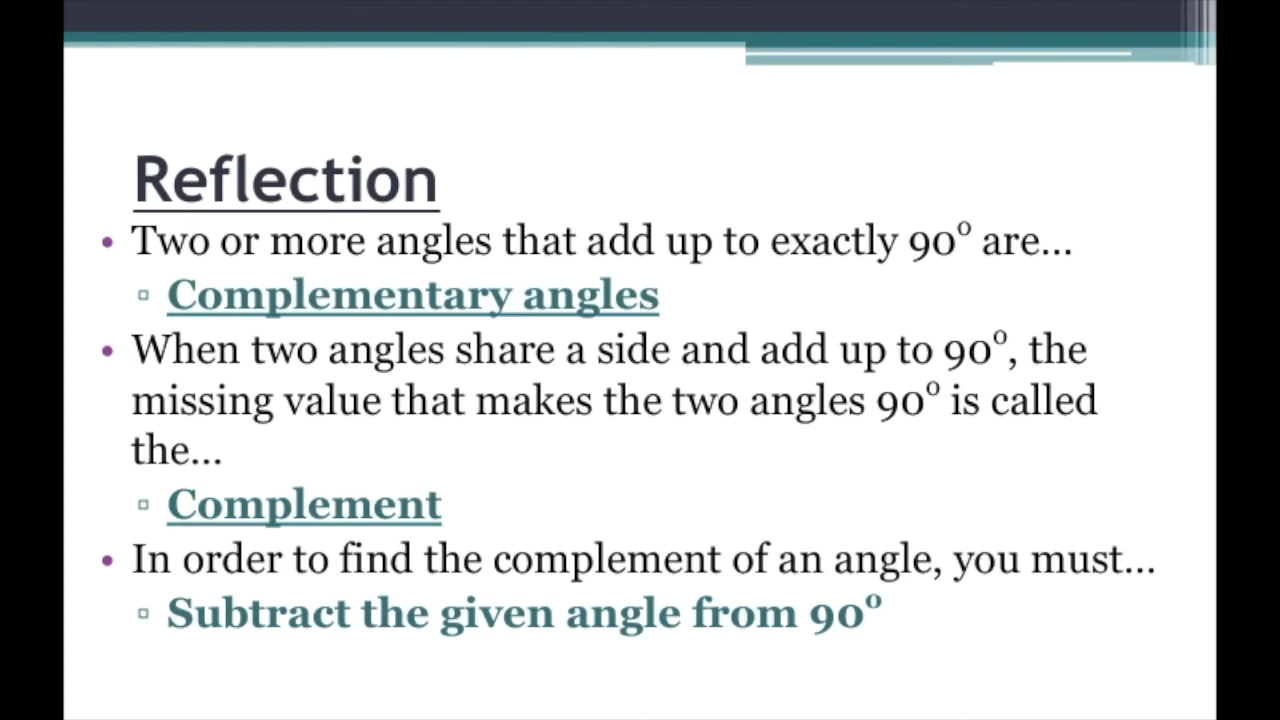 Reflection
• Two or more angles that add up to exactly 90° are…
▫ Complementary angles
• When two angles share a side and add up to 90°, the
missing value that makes the two angles 90° is called
the…
▫ Complement
• In order to find the complement of an angle, you must…
▫ Subtract the given angle from 90°